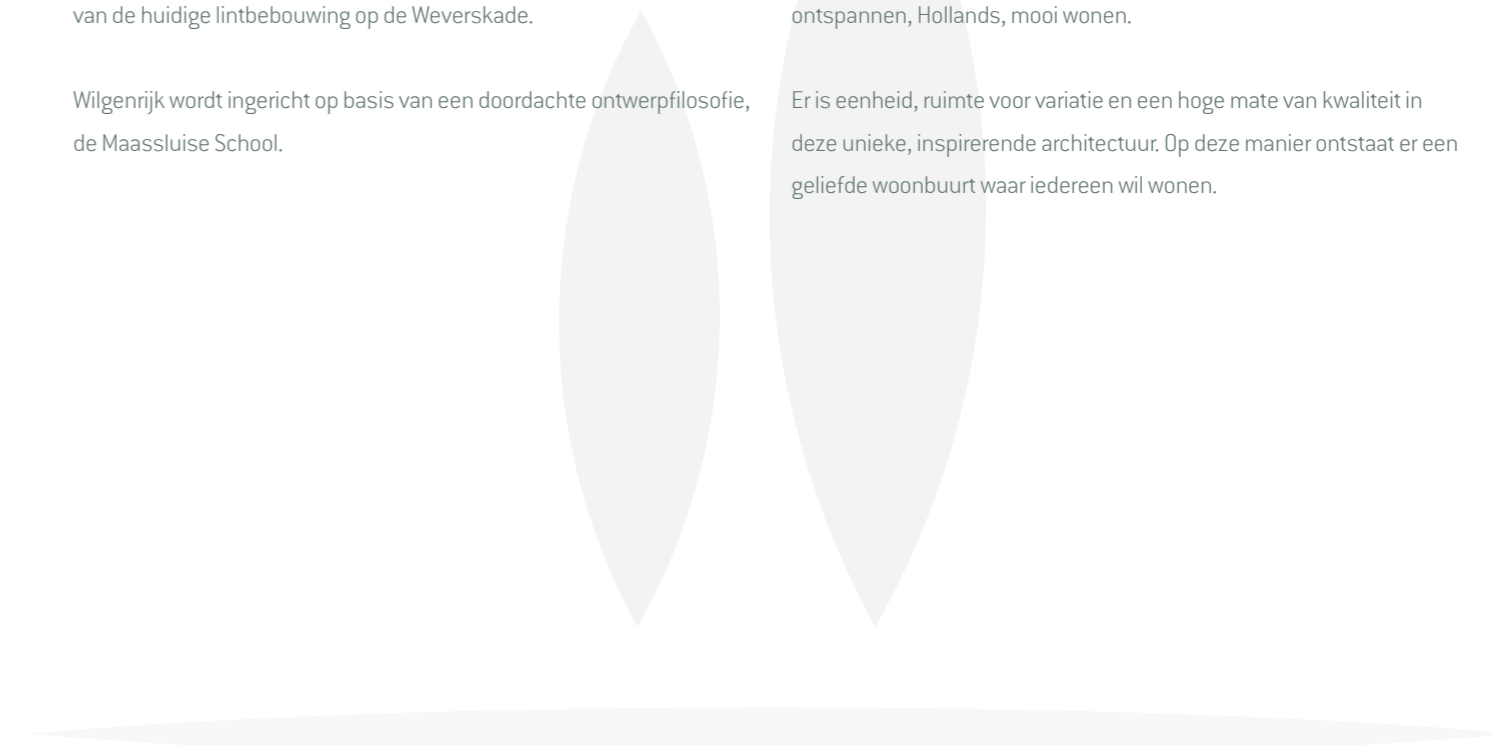 van de huidige lintbebouwing op de Weverskade.
Wilgenrijk wordt ingericht op basis van een doordachte ontwerpfilosofie,
de Maassluise School.
ontspannen, Hollands, mooi wonen.
Er is eenheid, ruimte voor variatie en een hoge mate van kwaliteit in
deze unieke, inspirerende architectuur. Op deze manier ontstaat er een
geliefde woonbuurt waar iedereen wil wonen.